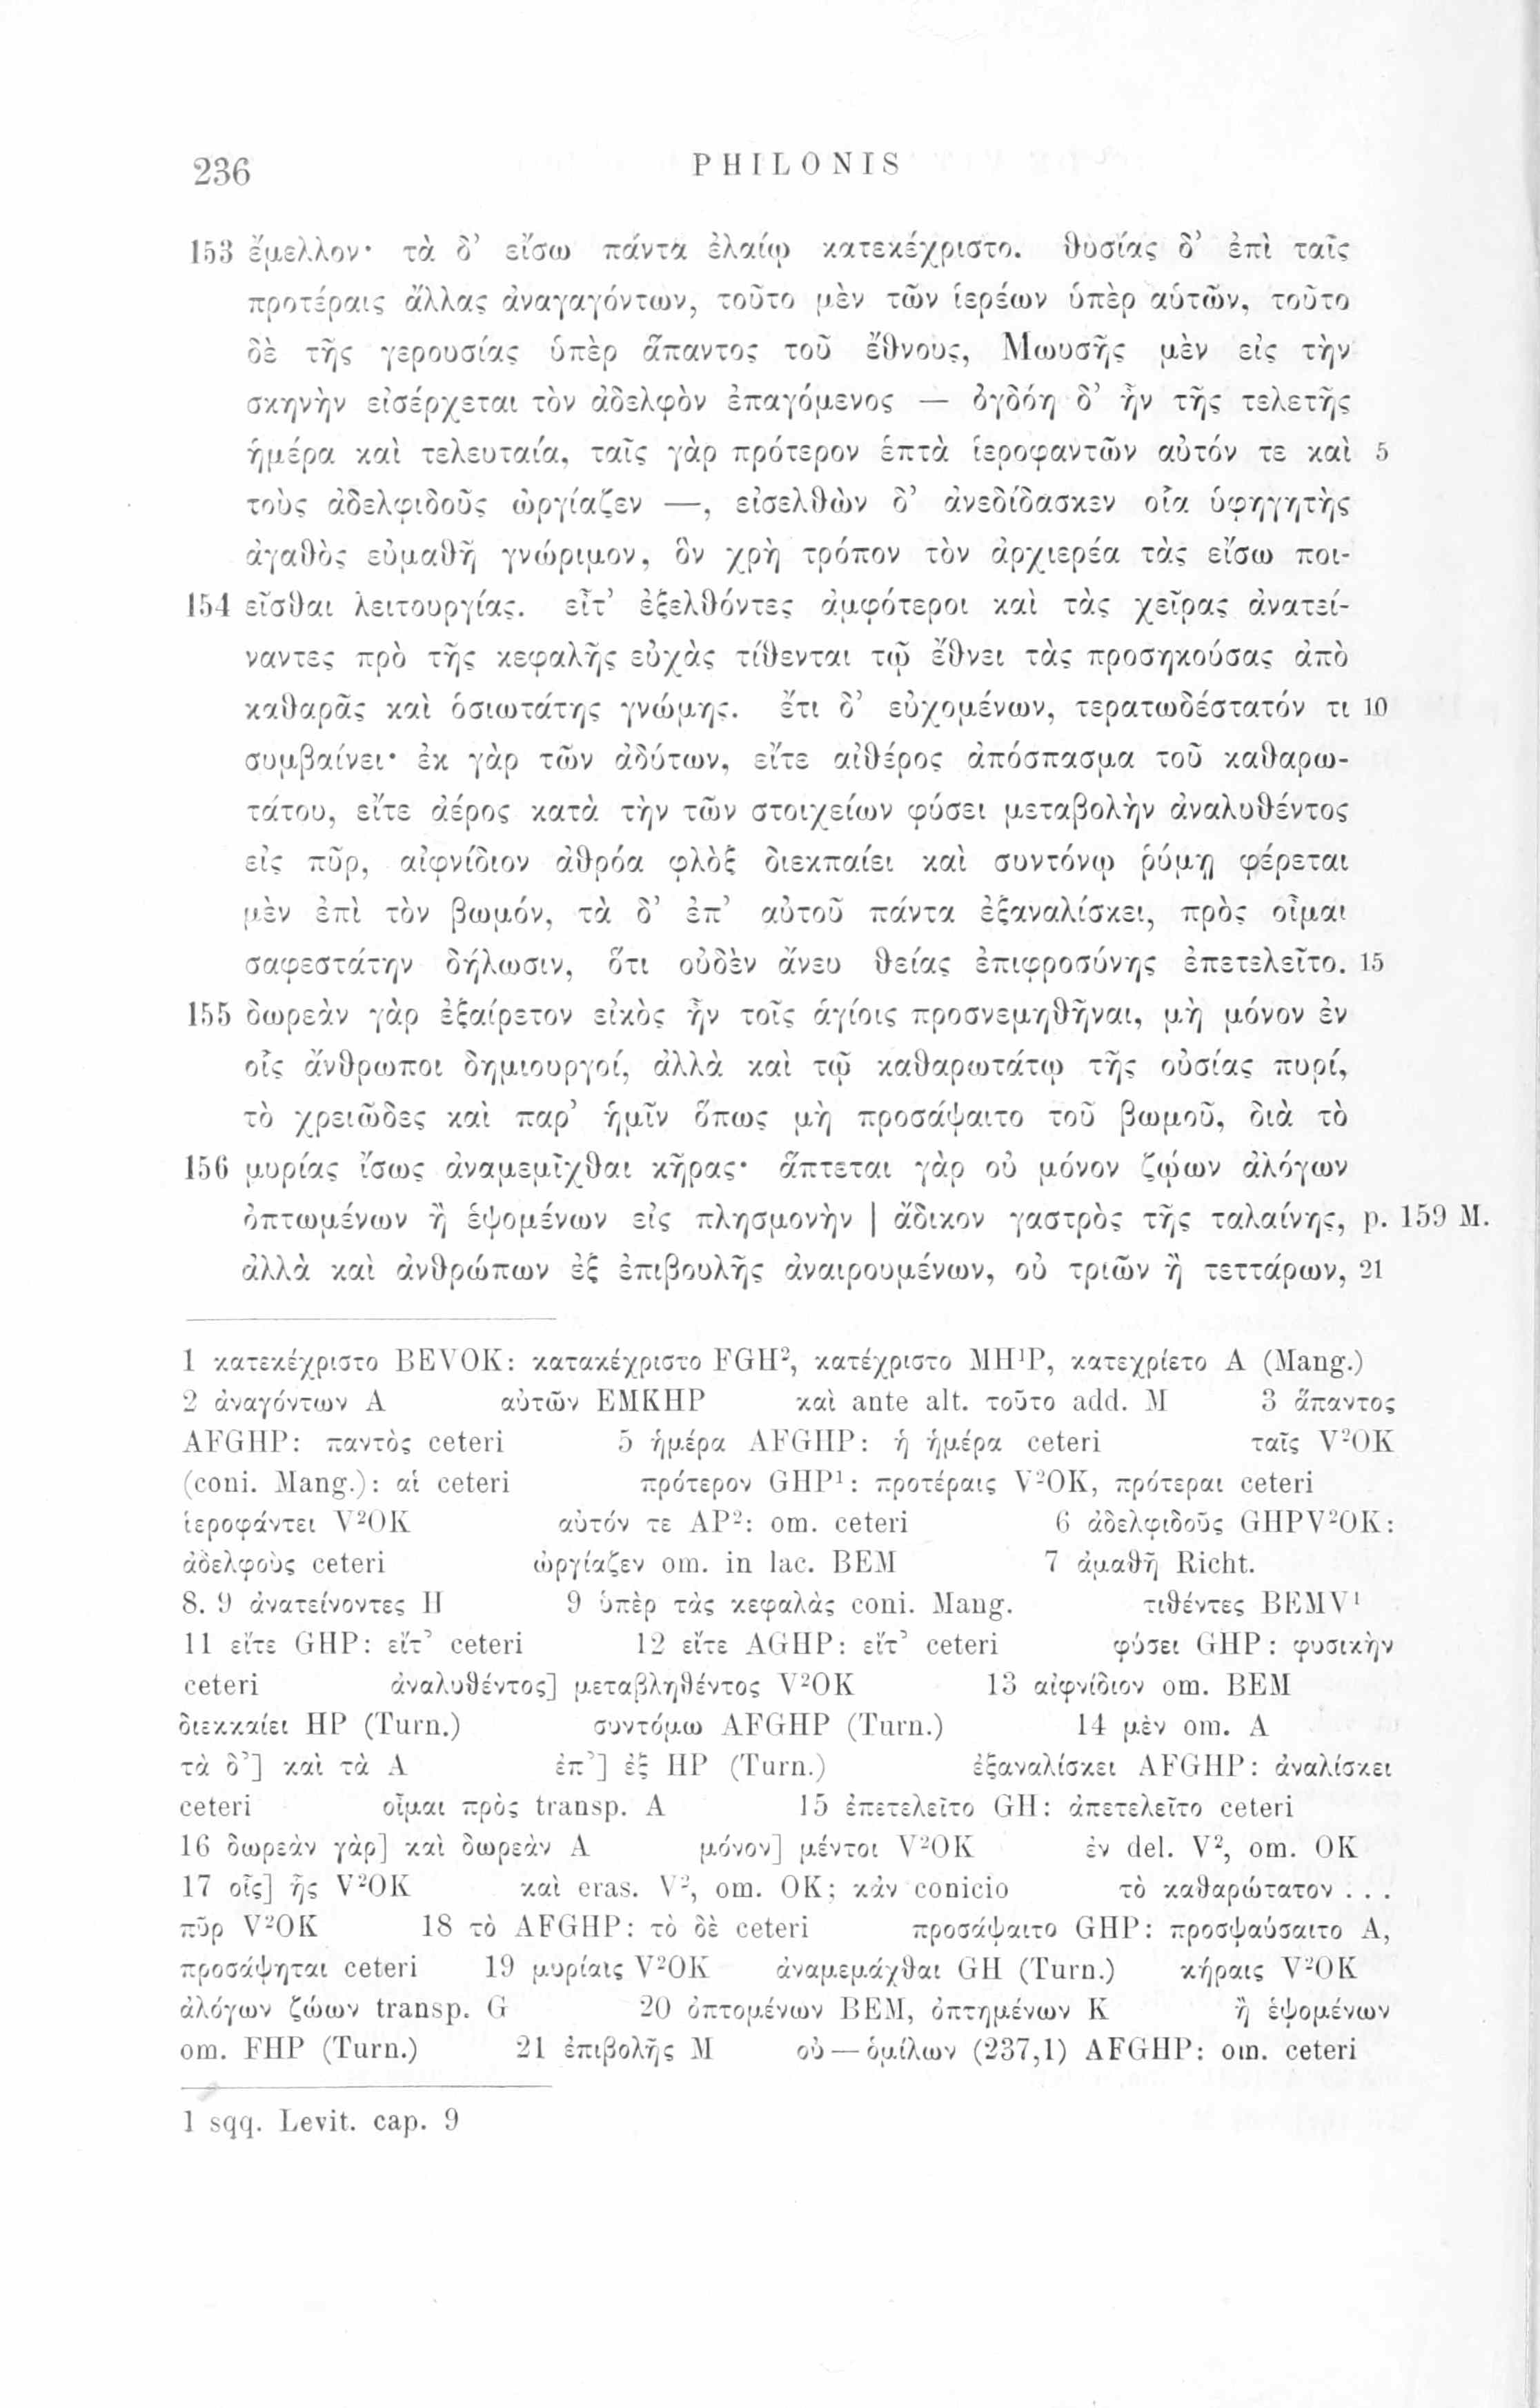 236
PHILONIS
153 ἔμελλον· τὰ δ’ εἴσω πάντα ἐλαίῳ κατεκέχριστο. θυσίας δ’ ἐπὶ ταῖς
προτέραις ἄλλας ἀναγαγόντων, τοῦτο μὲν τῶν ἱερέων ὑπὲρ αὑτῶν, τοῦτο
δὲ τῆς γερουσίας ὑπὲρ ἅπαντος τοῦ ἔθνους, Μωυσῆς μὲν εἰς τὴν
σκηνὴν εἰσέρχεται τὸν ἀδελφὸν ἐπαγόμενος — ὀγδόη δ’ ἦν τῆς τελετῆς
ἡμέρα καὶ τελευταία, ταῖς γὰρ πρότερον ἑπτὰ ἱεροφαντῶν αὐτόν τε καὶ 5
τοὺς ἀδελφιδοῦς ὠργίαζεν —, εἰσελθὼν δ’ ἀνεδίδασκεν οἷα ὑφηγητὴς
ἀγαθὸς εὐμαθῆ γνώριμον, ὃν χρὴ τρόπον τὸν ἀρχιερέα τὰς εἴσω ποι-
154 εῖσθαι λειτουργίας. εἶτ’ ἐξελθόντες ἀμφότεροι καὶ τὰς χεῖρας ἀνατεί-
ναντες πρὸ τῆς κεφαλῆς εὐχὰς τίθενται τῷ ἔθνει τὰς προσηκούσας ἀπὸ
καθαρᾶς καὶ ὁσιωτάτης γνώμης. ἔτι δ’ εὐχομένων, τερατωδέστατόν τι 10
συμβαίνει· ἐκ γὰρ τῶν ἀδύτων, εἴτε αἰθέρος ἀπόσπασμα τοῦ καθαρω-
τάτου, εἴτε ἀέρος κατὰ τὴν τῶν στοιχείων φύσει μεταβολὴν ἀναλυθέντος
εἰς πῦρ, αἰφνίδιον ἀθρόα φλὸξ διεκπαίει καὶ συντόνῳ ῥύμῃ φέρεται
μὲν ἐπὶ τὸν βωμόν, τὰ δ’ ἐπ’ αὐτοῦ πάντα ἐξαναλίσκει, πρὸς οἶμαι
σαφεστάτην δήλωσιν, ὅτι οὐδὲν ἄνευ θείας ἐπιφροσύνης ἐπετελεῖτο. 15
155 δωρεὰν γὰρ ἐξαίρετον εἰκὸς ἦν τοῖς ἁγίοις προσνεμηθῆναι, μὴ μόνον ἐν
οἷς ἄνθρωποι δημιουργοί, ἀλλὰ καὶ τῷ καθαρωτάτῳ τῆς οὐσίας πυρί,
τὸ χρειῶδες καὶ παρ’ ἡμῖν ὅπως μὴ προσάψαιτο τοῦ βωμοῦ, διὰ τὸ
156 μυρίας ἴσως ἀναμεμῖχθαι κῆρας· ἅπτεται γὰρ οὐ μόνον ζῴων ἀλόγων
ὀπτωμένων ἢ ἑψομένων εἰς πλησμονὴν | ἄδικον γαστρὸς τῆς ταλαίνης, p. 159 M.
ἀλλὰ καὶ ἀνθρώπων ἐξ ἐπιβουλῆς ἀναιρουμένων, οὐ τριῶν ἢ τεττάρων, 21
1 κατεκέχριστο BEVOK: κατακέχριστο FGH², κατέχριστο MH¹P, κατεχρίετο A (Mang.)
2 ἀναγόντων A αὐτῶν EMKHP καὶ ante alt. τοῦτο add. M 3 ἅπαντος
AFGHP: παντὸς ceteri 5 ἡμέρα AFGHP: ἡ ἡμέρα ceteri ταῖς V²OK
(coni. Mang.): αἱ ceteri πρότερον GHP¹: προτέραις V²OK, πρότεραι ceteri
ἱεροφάντει V²OK αὐτόν τε AP²: om. ceteri 6 ἀδελφιδοῦς GHPV²OK:
ἀδελφοὺς ceteri ὠργίαζεν om. in lac. BEM 7 ἀμαθῆ Richt.
8. 9 ἀνατείνοντες H 9 ὑπὲρ τὰς κεφαλὰς coni. Mang. τιθέντες BEMV¹
11 εἴτε GHP: εἴτ’ ceteri 12 εἴτε AGHP: εἴτ’ ceteri φύσει GHP: φυσικὴν
ceteri ἀναλυθέντος] μεταβληθέντος V²OK 13 αἰφνίδιον om. BEM
διεκκαίει HP (Turn.) συντόμῳ AFGHP (Turn.) 14 μὲν om. A
τὰ δ’] καὶ τὰ A ἐπ’] ἐξ HP (Turn.) ἐξαναλίσκει AFGHP: ἀναλίσκει
ceteri οἶμαι πρὸς transp. A 15 ἐπετελεῖτο GH: ἀπετελεῖτο ceteri
16 δωρεὰν γὰρ] καὶ δωρεὰν A μόνον] μέντοι V²OK ἐν del. V², om. OK
17 οἷς] ἧς V²OK καὶ eras. V², om. OK; κἀν conicio τὸ καθαρώτατον . . .
πῦρ V²OK 18 τὸ AFGHP: τὸ δὲ ceteri προσάψαιτο GHP: προσψαύσαιτο A,
προσάψηται ceteri 19 μυρίαις V²OK ἀναμεμάχθαι GH (Turn.) κήραις V²OK
ἀλόγων ζώων transp. G 20 ὀπτομένων BEM, ὀπτημένων K ἢ ἑψομένων
om. FHP (Turn.) 21 ἐπιβολῆς M οὐ — ὁμίλων (237,1) AFGHP: om. ceteri
1 sqq. Levit. cap. 9